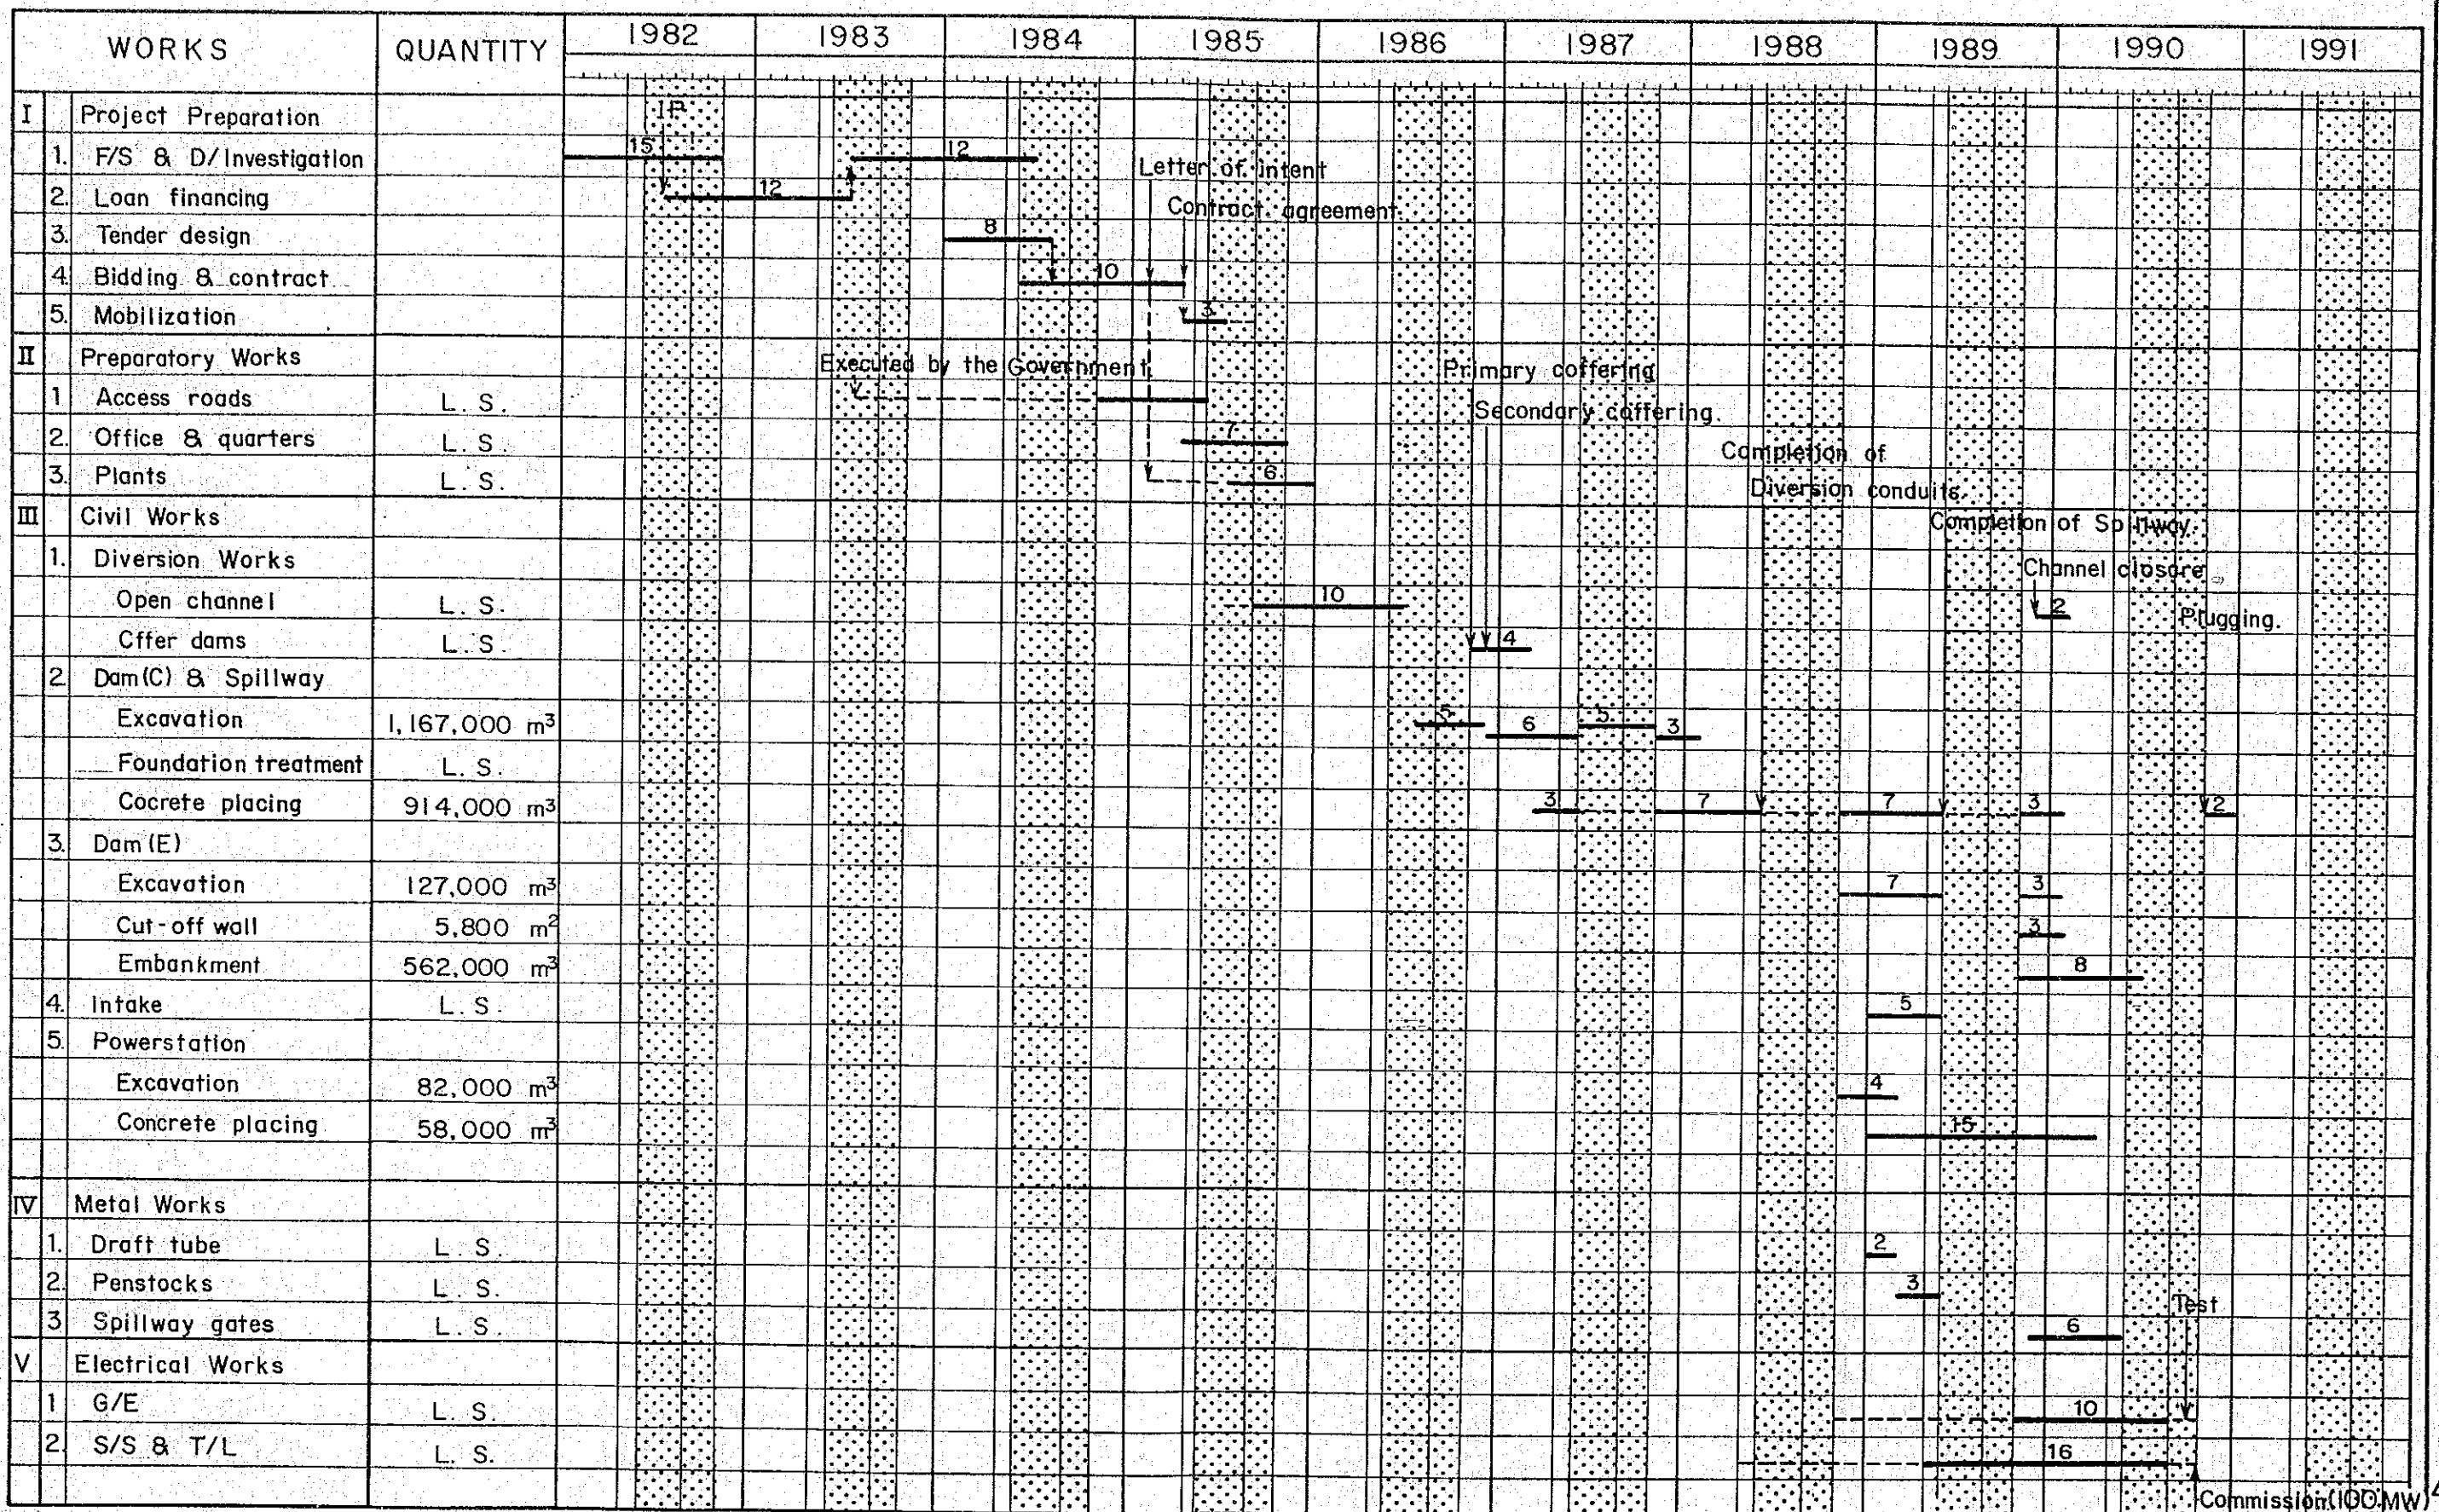 WORKS QUANTITY 1982 1983 1984 1985 1986 1987 1988 1989 1990 1991
I Project Preparation I.P.
1. F/S & D/Investigation 15 12
Letter of intent
2. Loan financing 12
Contract agreement
3. Tender design 8
4. Bidding & contract 10
5. Mobilization 3
II Preparatory Works
Executed by the Government Primary coffering
1 Access roads L. S.
Secondary coffering
2. Office & quarters L. S. 7
Completion of
3. Plants L. S. 6
Diversion conduits
III Civil Works
Completion of Spillway
1. Diversion Works
Channel closure
Open channel L. S. 10 2
Plugging
Cffer dams L. S. 4
2 Dam (C) & Spillway
Excavation 1,167,000 m³ 5 6 5 3
Foundation treatment L. S.
Cocrete placing 914,000 m³ 3 7 7 3 2
3. Dam (E)
Excavation 127,000 m³ 7 3
Cut-off wall 5,800 m² 3
Embankment 562,000 m³ 8
4. Intake L. S. 5
5. Powerstation
Excavation 82,000 m³ 4
Concrete placing 58,000 m³ 15
IV Metal Works
1. Draft tube L. S. 2
2. Penstocks L. S. 3
Test
3 Spillway gates L. S. 6
V Electrical Works
1 G/E L. S. 10
2. S/S & T/L L. S. 16
Commission (100 MW)